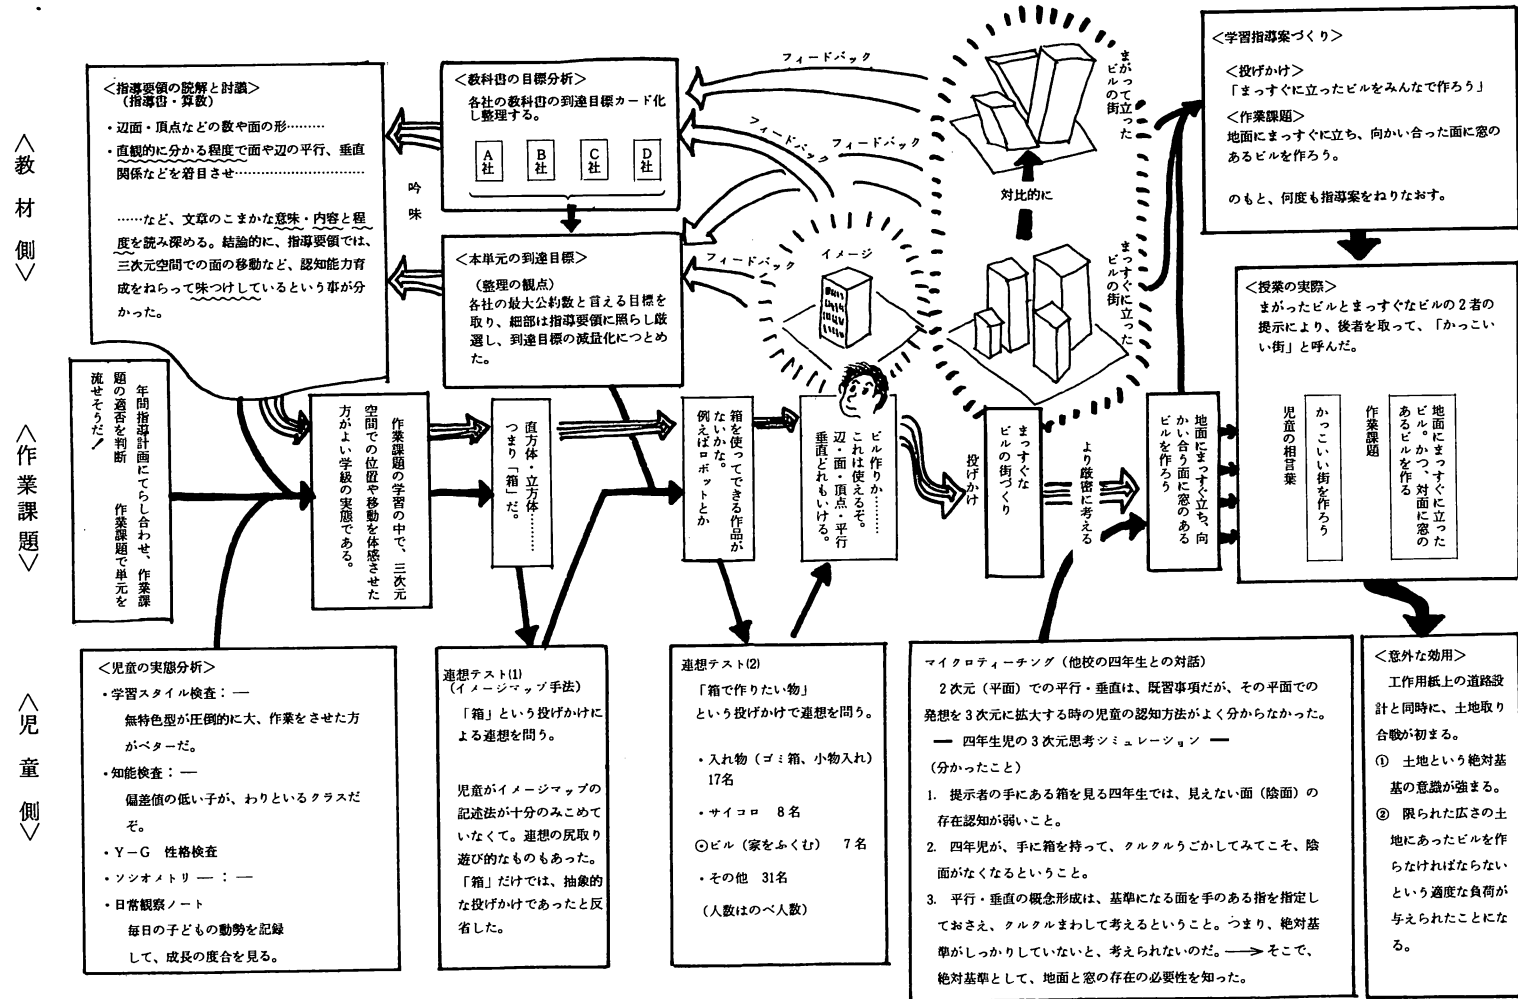 〈教材側〉
〈作業課題〉
〈児童側〉
＜指導要領の読解と討議＞
（指導書・算数）
・辺面・頂点などの数や面の形………
・直観的に分かる程度で面や辺の平行、垂直
関係などを着目させ………………………………
……など、文章のこまかな意味・内容と程
度を読み深める。結論的に、指導要領では、
三次元空間での面の移動など、認知能力育
成をねらって味つけしているという事が分
かった。
吟味
＜教科書の目標分析＞
各社の教科書の到達目標カード化
し整理する。
A社
B社
C社
D社
＜本単元の到達目標＞
（整理の観点）
各社の最大公約数と言える目標を
取り、細部は指導要領に照らし厳
選し、到達目標の減量化につとめ
た。
フィードバック
フィードバック
フィードバック
フィードバック
イメージ
まがって立った
ビルの街
対比的に
まっすぐに立った
ビルの街
＜学習指導案づくり＞
＜投げかけ＞
「まっすぐに立ったビルをみんなで作ろう」
＜作業課題＞
地面にまっすぐに立ち、向かい合った面に窓の
あるビルを作ろう。
のもと、何度も指導案をねりなおす。
＜授業の実際＞
まがったビルとまっすぐなビルの２者の
提示により、後者を取って、「かっこい
い街」と呼んだ。
地面にまっすぐに立った
ビル。かつ、対面に窓の
あるビルを作る
作業課題
かっこいい街を作ろう
児童の相言葉
年間指導計画にてらし合わせ、作業課
題の適否を判断　　作業課題で単元を
流せそうだ！
作業課題の学習の中で、三次元
空間での位置や移動を体感させた
方がよい学級の実態である。
直方体・立方体………
つまり「箱」だ。
箱を使ってできる作品が
ないかな。
例えばロボットとか
ビル作りか………
これは使えるぞ。
辺・面・頂点・平行
垂直どれもいける。
投げかけ
まっすぐな
ビルの街づくり
より厳密に考える
地面にまっすぐ立ち、向
かい合う面に窓のある
ビルを作ろう
＜児童の実態分析＞
・学習スタイル検査：―
無特色型が圧倒的に大、作業をさせた方
がベターだ。
・知能検査：―
偏差値の低い子が、わりといるクラスだ
ぞ。
・Ｙ－Ｇ　性格検査
・ソシオメトリ―：―
・日常観察ノート
毎日の子どもの動勢を記録
して、成長の度合を見る。
連想テスト(1)
（イメージマップ手法）
「箱」という投げかけに
よる連想を問う。
児童がイメージマップの
記述法が十分のみこめて
いなくて。連想の尻取り
遊び的なものもあった。
「箱」だけでは、抽象的
な投げかけであったと反
省した。
連想テスト(2)
「箱で作りたい物」
という投げかけで連想を問う。
・入れ物（ゴミ箱、小物入れ）
17名
・サイコロ　８名
⊙ビル（家をふくむ）　７名
・その他　31名
（人数はのべ人数）
マイクロティーチング（他校の四年生との対話）
２次元（平面）での平行・垂直は、既習事項だが、その平面での
発想を３次元に拡大する時の児童の認知方法がよく分からなかった。
― 四年生児の３次元思考シミュレーション ―
（分かったこと）
1.　提示者の手にある箱を見る四年生では、見えない面（陰面）の
存在認知が弱いこと。
2.　四年児が、手に箱を持って、クルクルうごかしてみてこそ、陰
面がなくなるということ。
3.　平行・垂直の概念形成は、基準になる面を手のある指を指定し
ておさえ、クルクルまわして考えるということ。つまり、絶対基
準がしっかりしていないと、考えられないのだ。──→そこで、
絶対基準として、地面と窓の存在の必要性を知った。
＜意外な効用＞
工作用紙上の道路設
計と同時に、土地取り
合戦が初まる。
①　土地という絶対基
基の意識が強まる。
②　限られた広さの土
地にあったビルを作
らなければならない
という適度な負荷が
与えられたことにな
る。